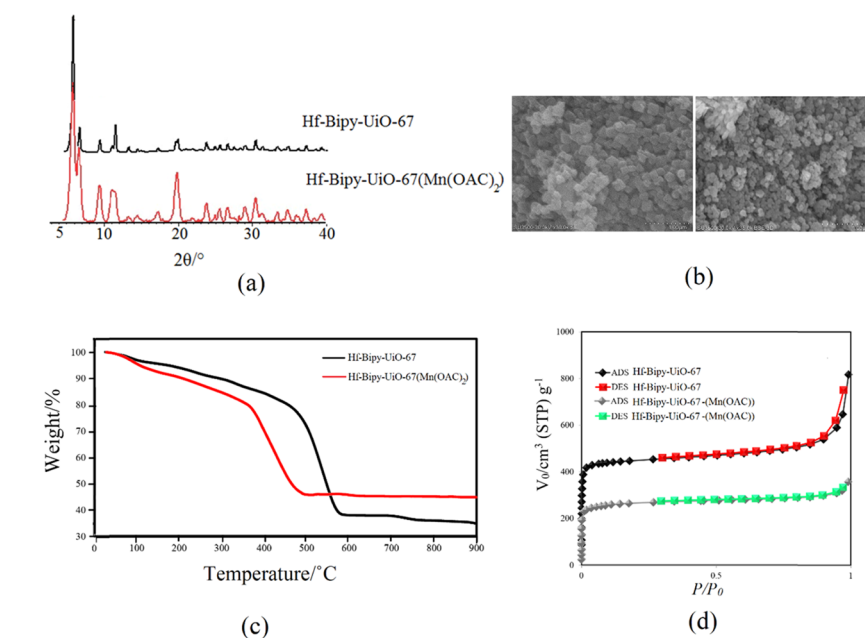 Hf-Bipy-UiO-67
Hf-Bipy-UiO-67(Mn(OAC)2)
5 10 20 30 40
2θ/°
(a)
(b)
100
90
80
70
60
50
40
30
Weight/%
Hf-Bipy-UiO-67
Hf-Bipy-UiO-67(Mn(OAC)2)
0 100 200 300 400 500 600 700 800 900
Temperature/°C
(c)
1000
800
600
400
200
0
V0/cm3 (STP) g-1
ADS Hf-Bipy-UiO-67
DES Hf-Bipy-UiO-67
ADS Hf-Bipy-UiO-67-(Mn(OAC))
DES Hf-Bipy-UiO-67-(Mn(OAC))
0 0.5 1
P/P0
(d)